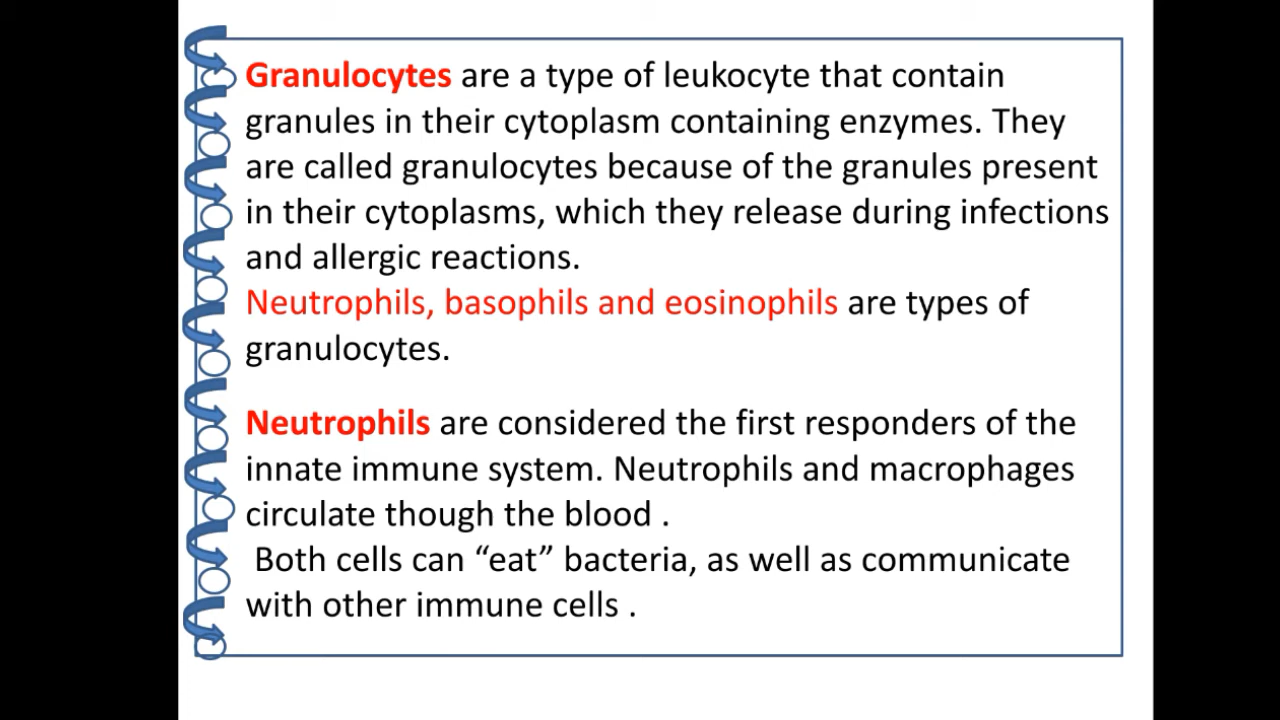 Granulocytes are a type of leukocyte that contain
granules in their cytoplasm containing enzymes. They
are called granulocytes because of the granules present
in their cytoplasms, which they release during infections
and allergic reactions.
Neutrophils, basophils and eosinophils are types of
granulocytes.
Neutrophils are considered the first responders of the
innate immune system. Neutrophils and macrophages
circulate though the blood .
Both cells can “eat” bacteria, as well as communicate
with other immune cells .